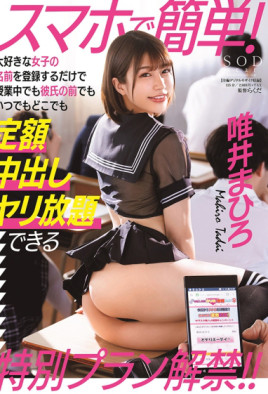 スマホで簡単!
大好きな女子の
名前を登録するだけで
授業中でも彼氏の前でも
いつでもどこでも
定額
中出し
ヤリ放題
できる
SOD
唯井まひろ
Mahiro Tadai
特別プラン解禁!!